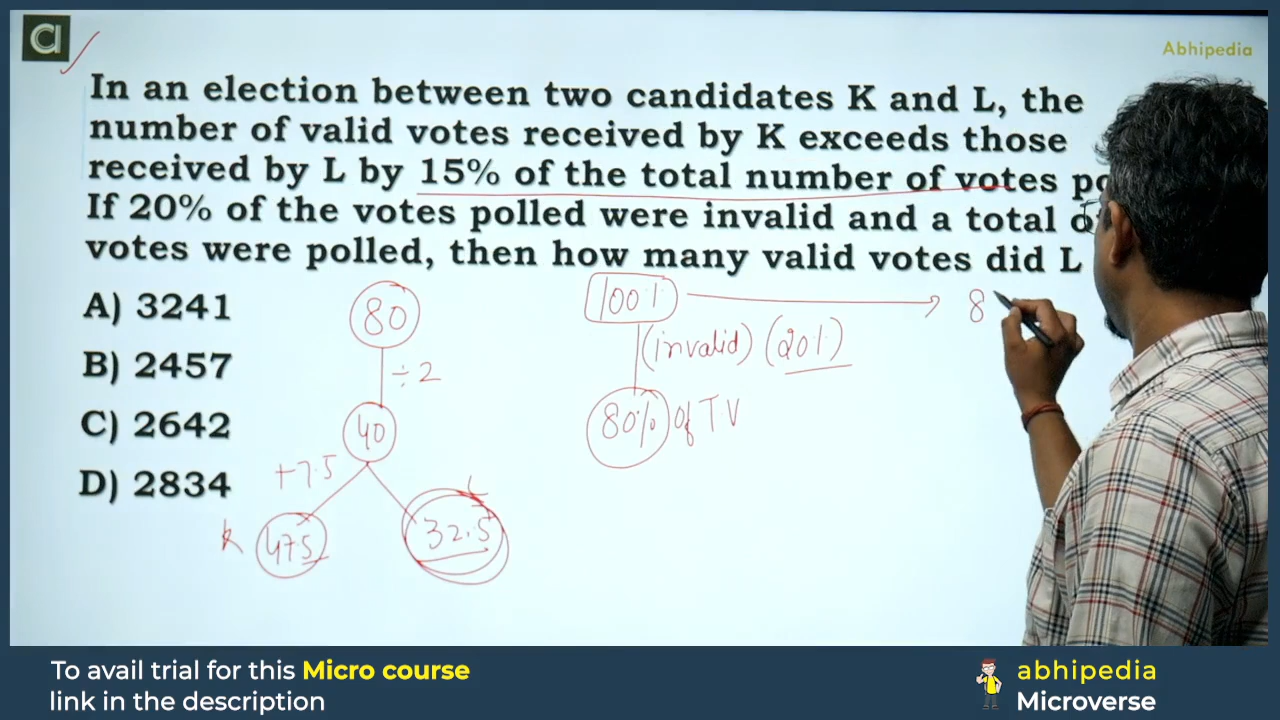 Abhipedia
In an election between two candidates K and L, the
number of valid votes received by K exceeds those
received by L by 15% of the total number of votes
If 20% of the votes polled were invalid and a total
votes were polled, then how many valid votes did L
A) 3241
B) 2457
C) 2642
D) 2834
80
÷2
40
+7.5
K 47.5
L
32.5
100%
8
(invalid) (20%)
80% of TV
To avail trial for this Micro course
link in the description
abhipedia
Microverse